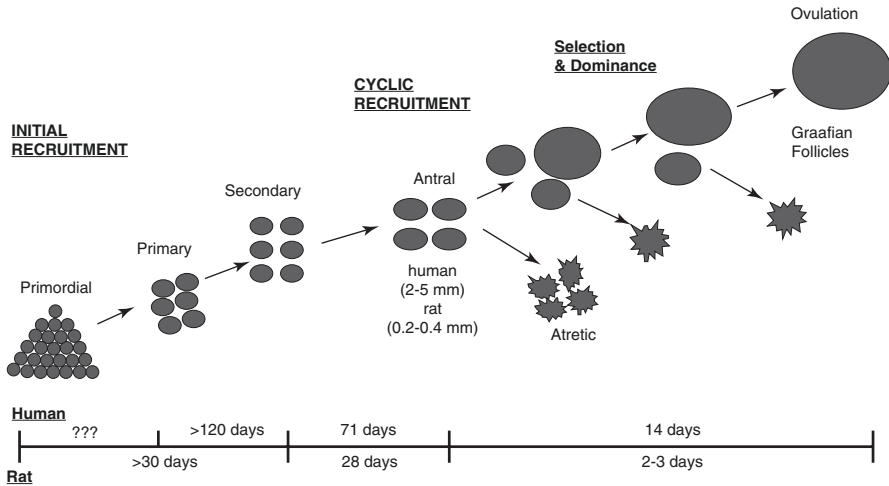 Ovulation
Selection
& Dominance
CYCLIC
RECRUITMENT
INITIAL
RECRUITMENT
Graafian
Follicles
Antral
Secondary
Primary
Primordial
human
(2-5 mm)
rat
(0.2-0.4 mm)
Atretic
Human
??? >120 days 71 days 14 days
>30 days 28 days 2-3 days
Rat